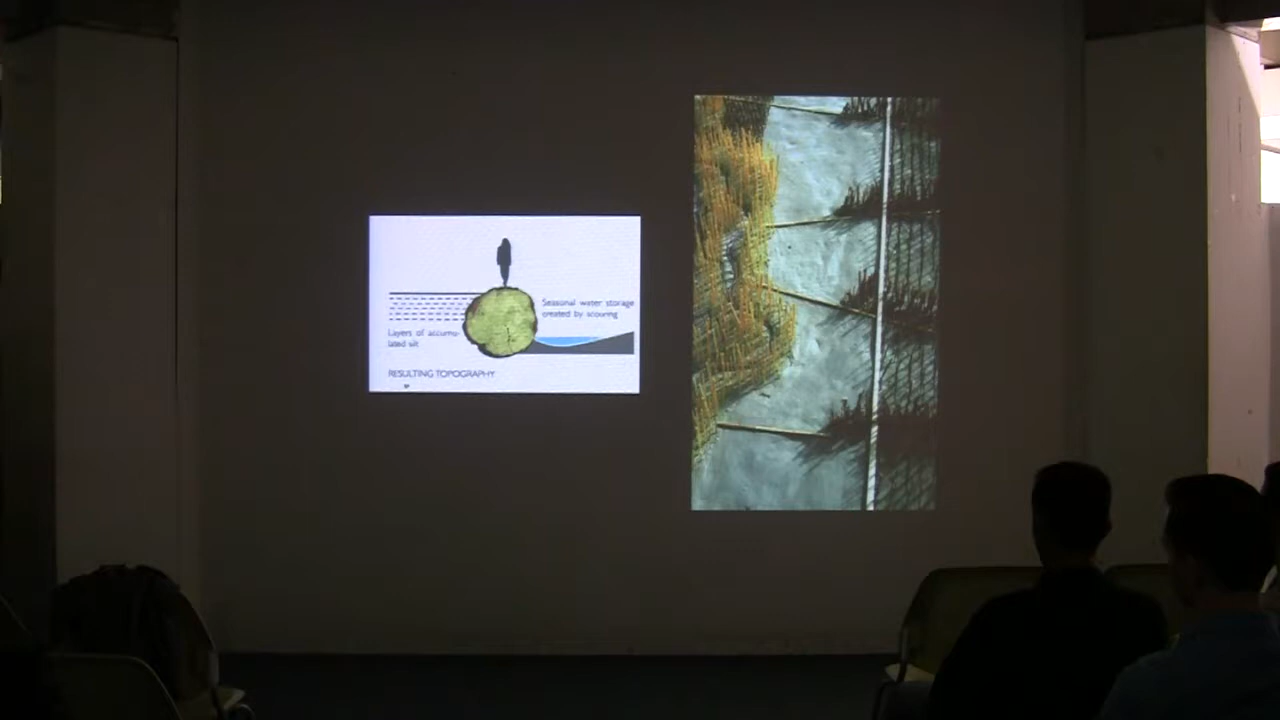 Seasonal water storage
created by scouring
Layers of accumu-
lated silt
RESULTING TOPOGRAPHY